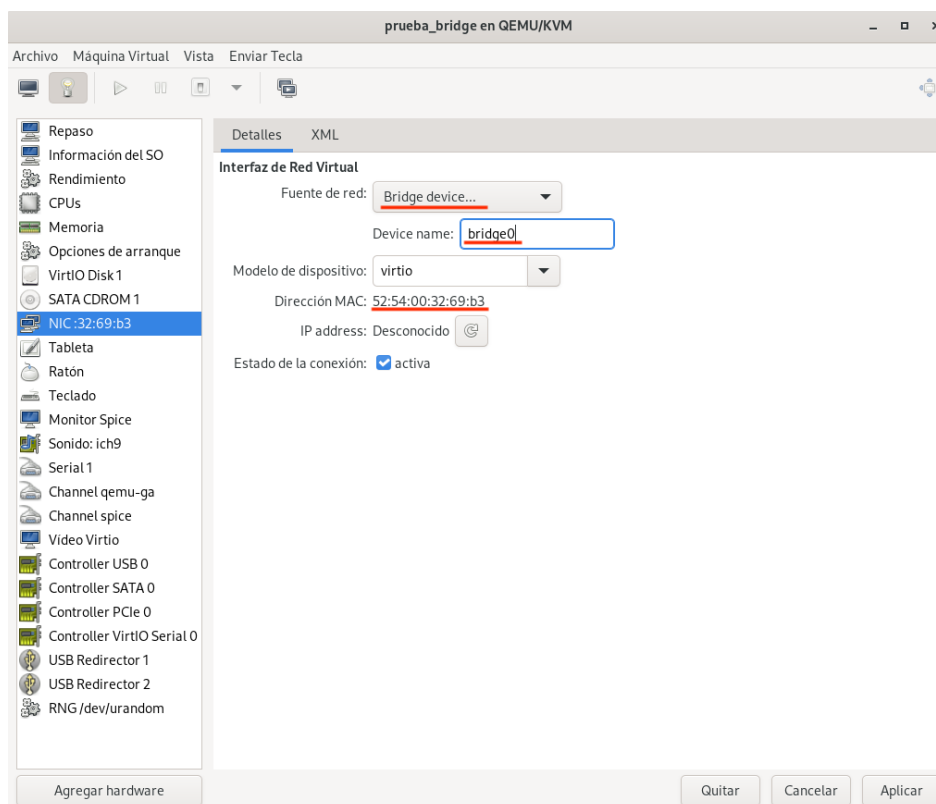 prueba_bridge en QEMU/KVM
Archivo Máquina Virtual Vista Enviar Tecla
Repaso
Información del SO
Rendimiento
CPUs
Memoria
Opciones de arranque
VirtIO Disk 1
SATA CDROM 1
NIC :32:69:b3
Tableta
Ratón
Teclado
Monitor Spice
Sonido: ich9
Serial 1
Channel qemu-ga
Channel spice
Vídeo Virtio
Controller USB 0
Controller SATA 0
Controller PCIe 0
Controller VirtIO Serial 0
USB Redirector 1
USB Redirector 2
RNG /dev/urandom
Agregar hardware
Detalles XML
Interfaz de Red Virtual
Fuente de red: Bridge device...
Device name: bridge0
Modelo de dispositivo: virtio
Dirección MAC: 52:54:00:32:69:b3
IP address: Desconocido
Estado de la conexión: activa
Quitar Cancelar Aplicar